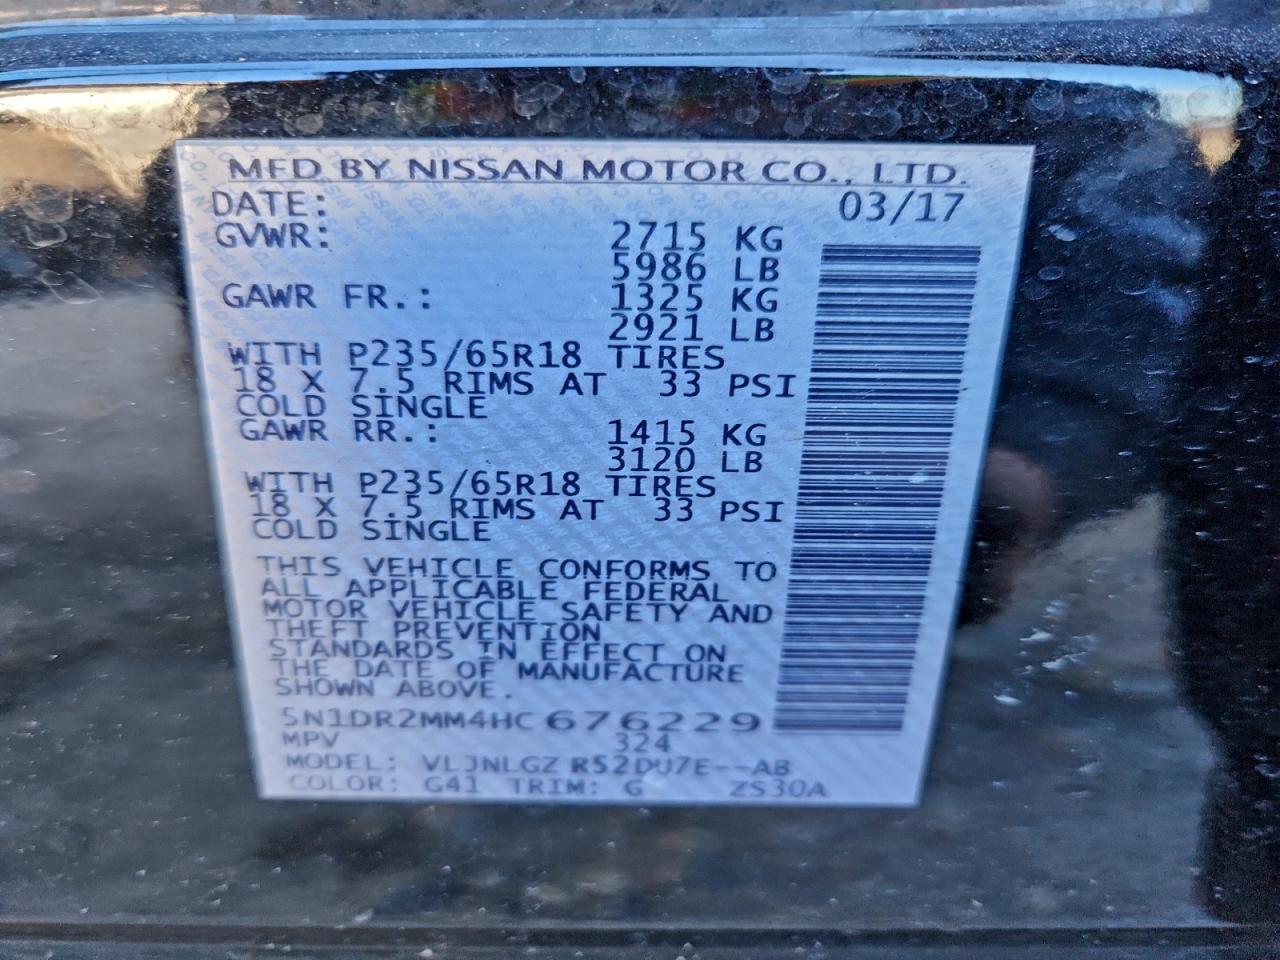 MFD BY NISSAN MOTOR CO., LTD.
DATE: 03/17
GVWR: 2715 KG
5986 LB
GAWR FR.: 1325 KG
2921 LB
WITH P235/65R18 TIRES
18 X 7.5 RIMS AT 33 PSI
COLD SINGLE
GAWR RR.: 1415 KG
3120 LB
WITH P235/65R18 TIRES
18 X 7.5 RIMS AT 33 PSI
COLD SINGLE
THIS VEHICLE CONFORMS TO
ALL APPLICABLE FEDERAL
MOTOR VEHICLE SAFETY AND
THEFT PREVENTION
STANDARDS IN EFFECT ON
THE DATE OF MANUFACTURE
SHOWN ABOVE.
5N1DR2MM4HC676229
MPV 324
MODEL: VLJNLGZ R52DU7E--AB
COLOR: G41 TRIM: G ZS30A